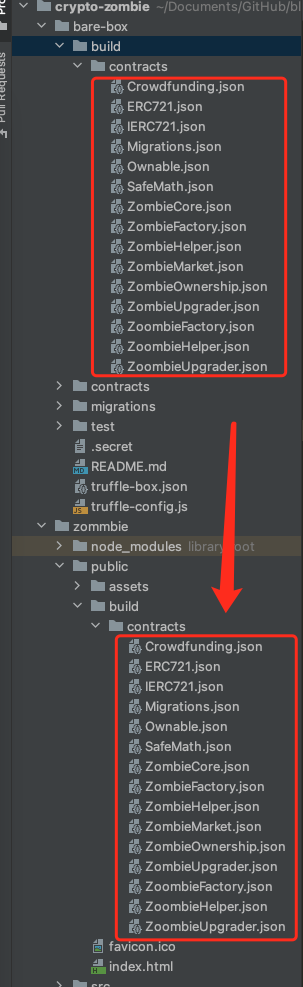 crypto-zombie ~/Documents/GitHub/bl
bare-box
build
contracts
Crowdfunding.json
ERC721.json
IERC721.json
Migrations.json
Ownable.json
SafeMath.json
ZombieCore.json
ZombieFactory.json
ZombieHelper.json
ZombieMarket.json
ZombieOwnership.json
ZombieUpgrader.json
ZoombieFactory.json
ZoombieHelper.json
ZoombieUpgrader.json
contracts
migrations
test
.secret
README.md
truffle-box.json
truffle-config.js
zommbie
node_modules library root
public
assets
build
contracts
Crowdfunding.json
ERC721.json
IERC721.json
Migrations.json
Ownable.json
SafeMath.json
ZombieCore.json
ZombieFactory.json
ZombieHelper.json
ZombieMarket.json
ZombieOwnership.json
ZombieUpgrader.json
ZoombieFactory.json
ZoombieHelper.json
ZoombieUpgrader.json
favicon.ico
index.html
src
Pull Requests